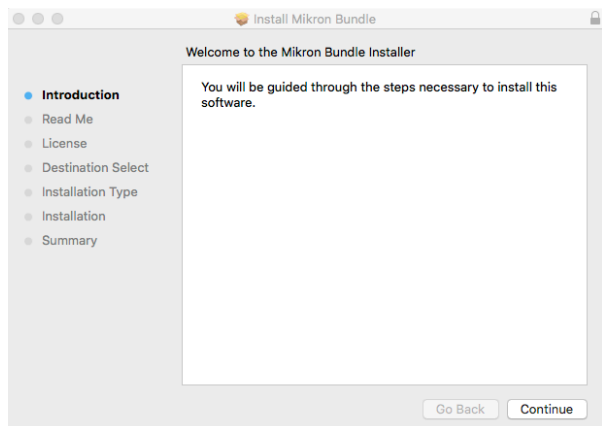 Install Mikron Bundle
Welcome to the Mikron Bundle Installer
Introduction
Read Me
License
Destination Select
Installation Type
Installation
Summary
You will be guided through the steps necessary to install this
software.
Go Back
Continue